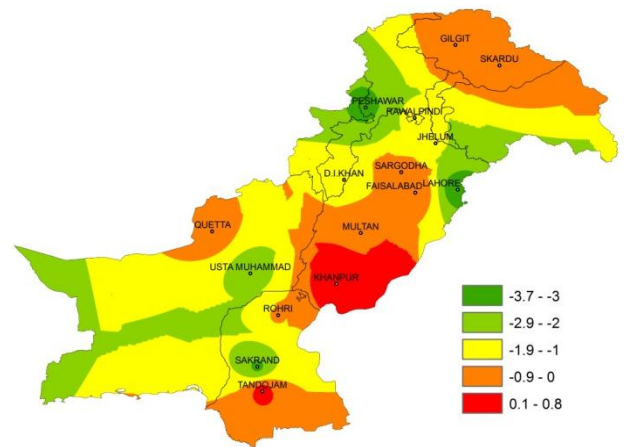 GILGIT
SKARDU
PESHAWAR
RAWALPINDI
JHELUM
SARGODHA
D.I.KHAN
FAISALABAD
LAHORE
QUETTA
MULTAN
USTA MUHAMMAD
KHANPUR
ROHRI
SAKRAND
TANDOJAM
-3.7 - -3
-2.9 - -2
-1.9 - -1
-0.9 - 0
0.1 - 0.8